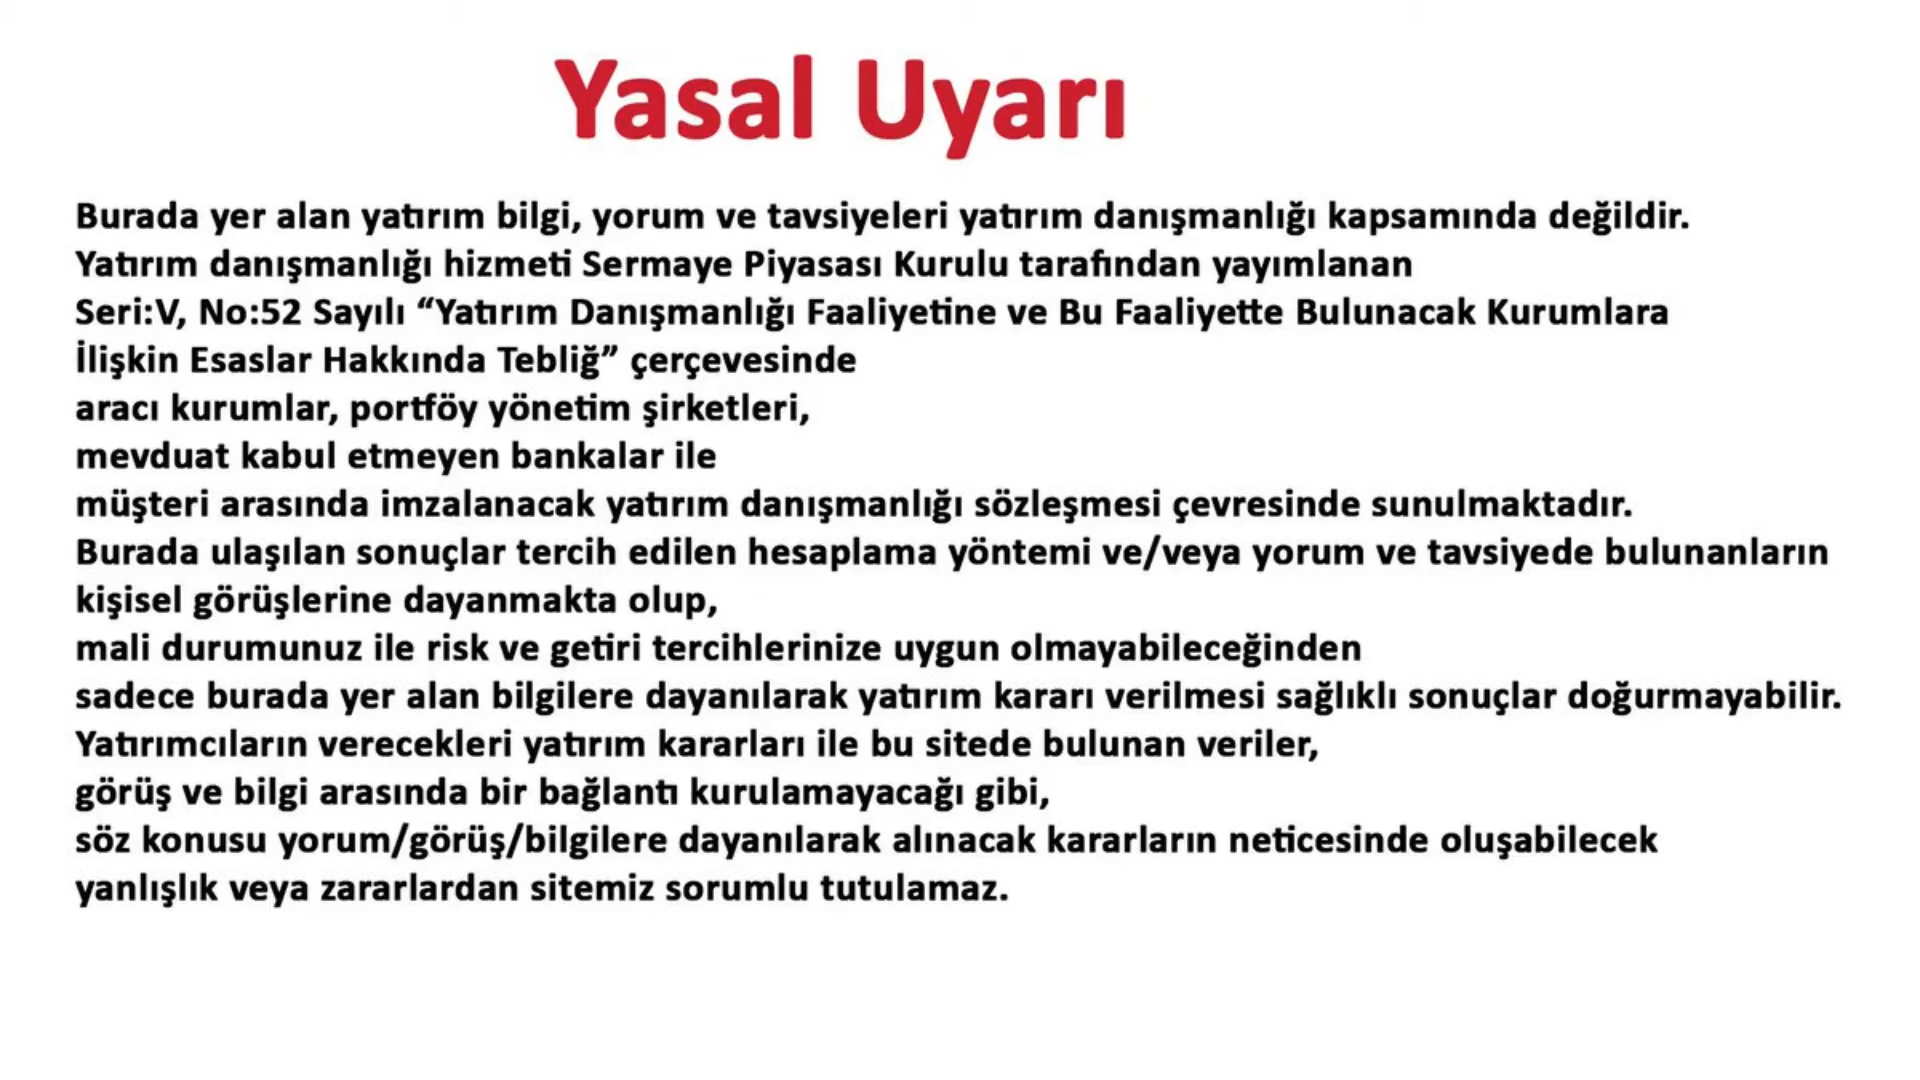 Yasal Uyarı
Burada yer alan yatırım bilgi, yorum ve tavsiyeleri yatırım danışmanlığı kapsamında değildir.
Yatırım danışmanlığı hizmeti Sermaye Piyasası Kurulu tarafından yayımlanan
Seri:V, No:52 Sayılı “Yatırım Danışmanlığı Faaliyetine ve Bu Faaliyette Bulunacak Kurumlara
İlişkin Esaslar Hakkında Tebliğ” çerçevesinde
aracı kurumlar, portföy yönetim şirketleri,
mevduat kabul etmeyen bankalar ile
müşteri arasında imzalanacak yatırım danışmanlığı sözleşmesi çevresinde sunulmaktadır.
Burada ulaşılan sonuçlar tercih edilen hesaplama yöntemi ve/veya yorum ve tavsiyede bulunanların
kişisel görüşlerine dayanmakta olup,
mali durumunuz ile risk ve getiri tercihlerinize uygun olmayabileceğinden
sadece burada yer alan bilgilere dayanılarak yatırım kararı verilmesi sağlıklı sonuçlar doğurmayabilir.
Yatırımcıların verecekleri yatırım kararları ile bu sitede bulunan veriler,
görüş ve bilgi arasında bir bağlantı kurulamayacağı gibi,
söz konusu yorum/görüş/bilgilere dayanılarak alınacak kararların neticesinde oluşabilecek
yanlışlık veya zararlardan sitemiz sorumlu tutulamaz.